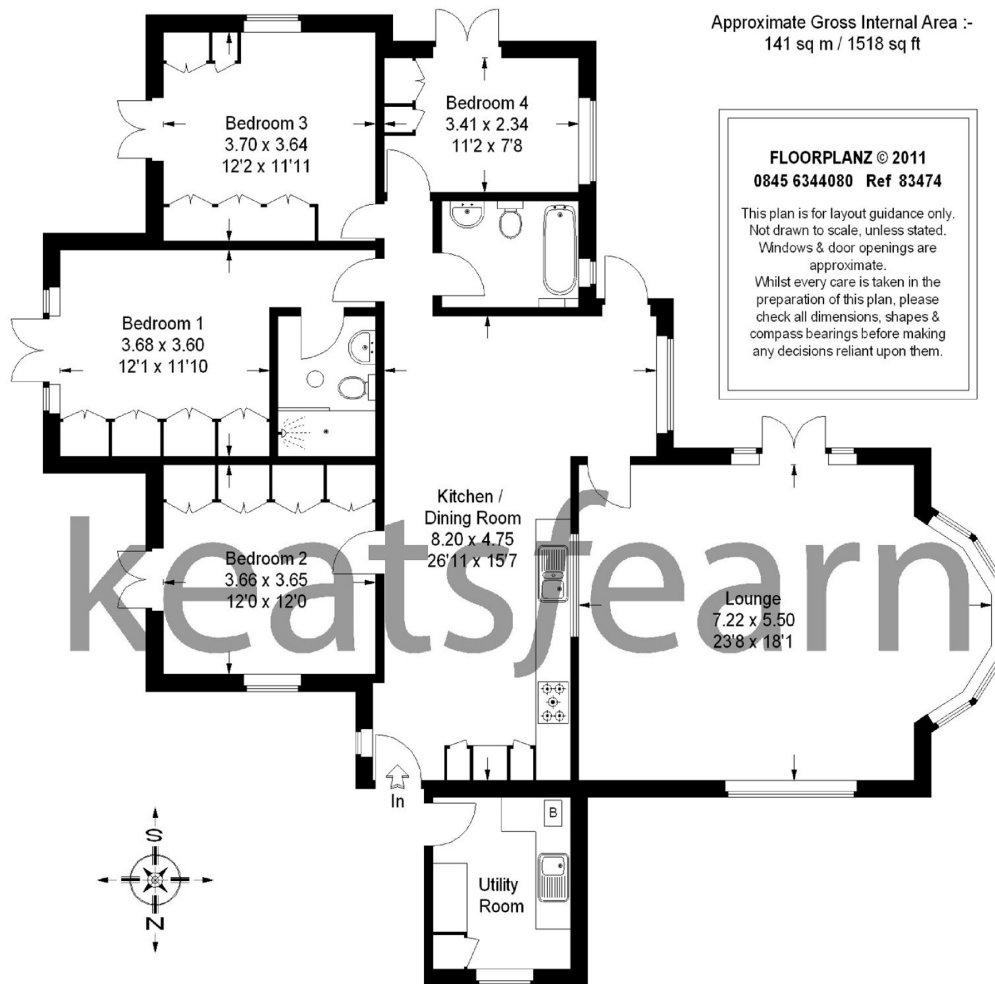 Approximate Gross Internal Area :-
141 sq m / 1518 sq ft
FLOORPLANZ © 2011
0845 6344080 Ref 83474
This plan is for layout guidance only.
Not drawn to scale, unless stated.
Windows & door openings are
approximate.
Whilst every care is taken in the
preparation of this plan, please
check all dimensions, shapes &
compass bearings before making
any decisions reliant upon them.
Bedroom 3
3.70 x 3.64
12'2 x 11'11
Bedroom 4
3.41 x 2.34
11'2 x 7'8
Bedroom 1
3.68 x 3.60
12'1 x 11'10
Kitchen /
Dining Room
8.20 x 4.75
26'11 x 15'7
Bedroom 2
3.66 x 3.65
12'0 x 12'0
Lounge
7.22 x 5.50
23'8 x 18'1
keatsfearn
In
B
Utility
Room
S
N